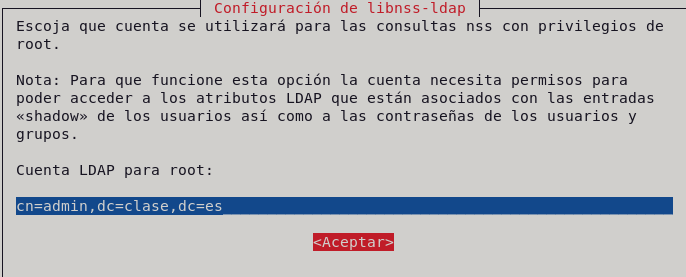 Configuración de libnss-ldap
Escoja que cuenta se utilizará para las consultas nss con privilegios de
root.
Nota: Para que funcione esta opción la cuenta necesita permisos para
poder acceder a los atributos LDAP que están asociados con las entradas
«shadow» de los usuarios así como a las contraseñas de los usuarios y
grupos.
Cuenta LDAP para root:
cn=admin,dc=clase,dc=es
<Aceptar>